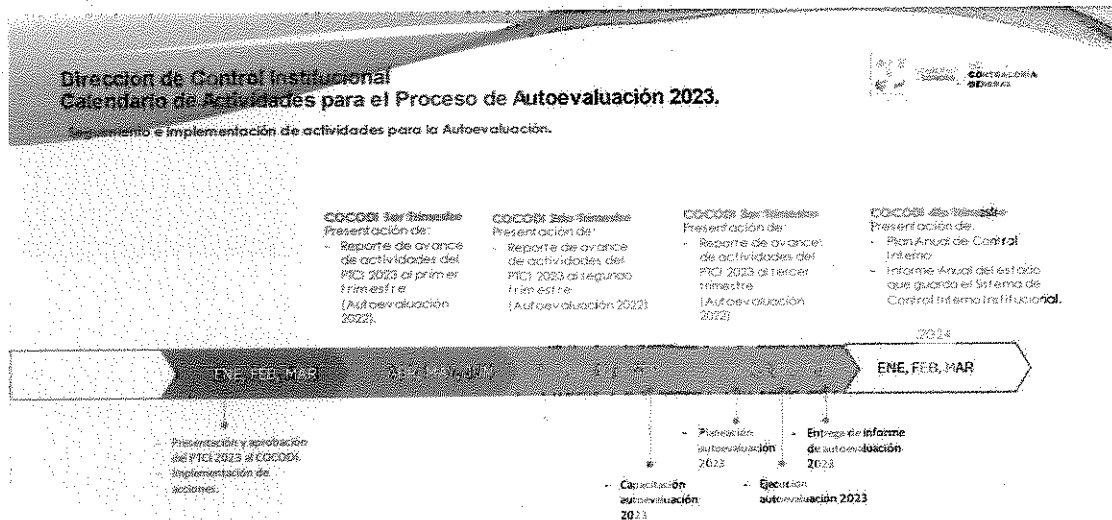 Direccion de Control Institucional
Calendario de Actividades para el Proceso de Autoevaluación 2023.
Seguimiento e implementación de actividades para la Autoevaluación.
CONTRALORÍA
GENERAL
COCODI 1er Trimestre
Presentación de:
- Reporte de avance
de actividades del
PTCI 2023 al primer
trimestre
(Autoevaluación
2022).
COCODI 2do Trimestre
Presentación de:
- Reporte de avance
de actividades del
PTCI 2023 al segundo
trimestre
(Autoevaluación 2022)
COCODI 3er Trimestre
Presentación de:
- Reporte de avance
de actividades del
PTCI 2023 al tercer
trimestre
(Autoevaluación
2022)
COCODI 4to Trimestre
Presentación de:
- Plan Anual de Control
Interno
- Informe Anual del estado
que guarda el Sistema de
Control Interno Institucional.
2024
ENE, FEB, MAR
ENE, FEB, MAR
- Presentación y aprobación
del PTCI 2023 al COCODI.
- Implementación de
acciones.
- Capacitación
autoevaluación
2023
- Planeación
autoevaluación
2023
- Ejecución
autoevaluación 2023
- Entrega de informe
de autoevaluación
2023